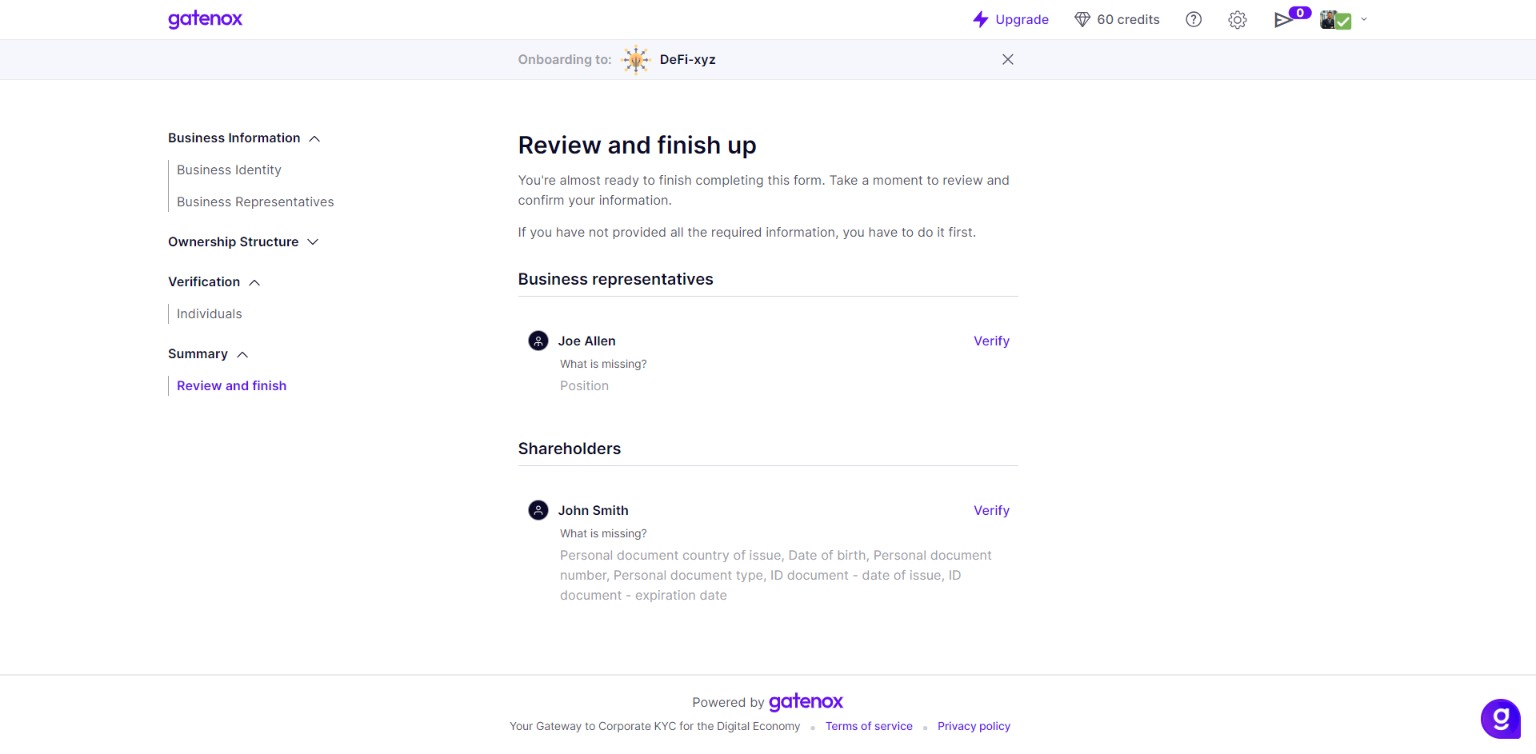 gatenox
Upgrade
60 credits
0
Onboarding to:
DeFi-xyz
Business Information
Business Identity
Business Representatives
Ownership Structure
Verification
Individuals
Summary
Review and finish
Review and finish up
You're almost ready to finish completing this form. Take a moment to review and
confirm your information.
If you have not provided all the required information, you have to do it first.
Business representatives
Joe Allen
Verify
What is missing?
Position
Shareholders
John Smith
Verify
What is missing?
Personal document country of issue, Date of birth, Personal document
number, Personal document type, ID document - date of issue, ID
document - expiration date
Powered by gatenox
Your Gateway to Corporate KYC for the Digital Economy
Terms of service
Privacy policy
g